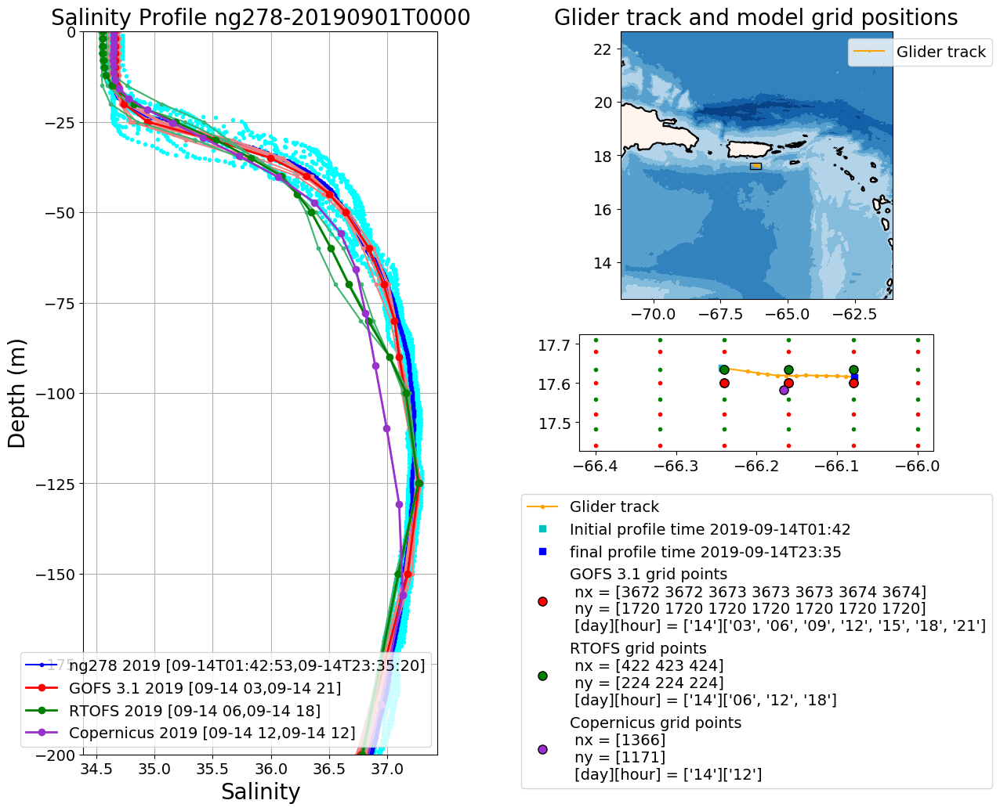 Salinity Profile ng278-20190901T0000
Glider track and model grid positions
0
−25
−50
−75
−100
−125
−150
−175
−200
34.5 35.0 35.5 36.0 36.5 37.0
Depth (m)
Salinity
ng278 2019 [09-14T01:42:53,09-14T23:35:20]
GOFS 3.1 2019 [09-14 03,09-14 21]
RTOFS 2019 [09-14 06,09-14 18]
Copernicus 2019 [09-14 12,09-14 12]
Glider track
22
20
18
16
14
−70.0 −67.5 −65.0 −62.5
17.7
17.6
17.5
−66.4 −66.3 −66.2 −66.1 −66.0
Glider track
Initial profile time 2019-09-14T01:42
final profile time 2019-09-14T23:35
GOFS 3.1 grid points
nx = [3672 3672 3673 3673 3673 3674 3674]
ny = [1720 1720 1720 1720 1720 1720 1720]
[day][hour] = ['14']['03', '06', '09', '12', '15', '18', '21']
RTOFS grid points
nx = [422 423 424]
ny = [224 224 224]
[day][hour] = ['14']['06', '12', '18']
Copernicus grid points
nx = [1366]
ny = [1171]
[day][hour] = ['14']['12']